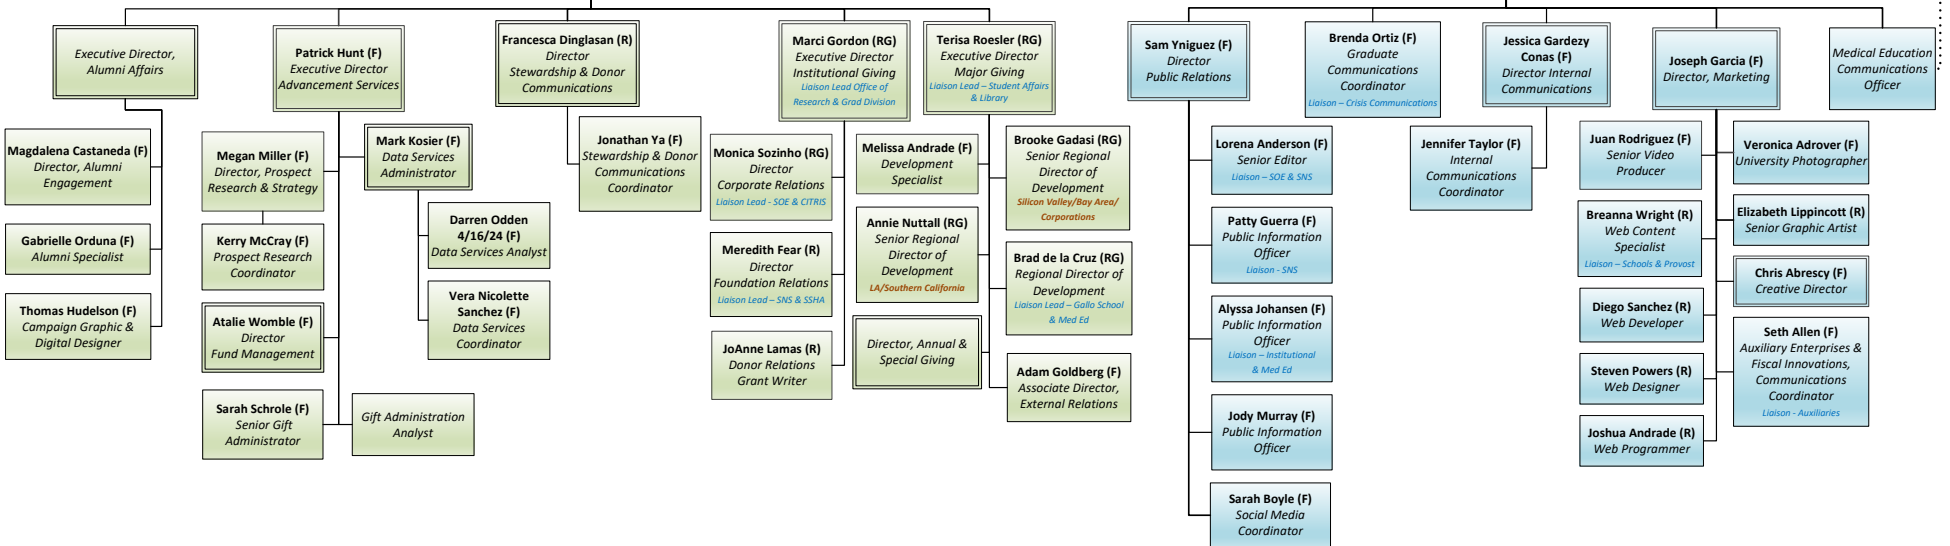 Executive Director,
Alumni Affairs
Magdalena Castaneda (F)
Director, Alumni
Engagement
Gabrielle Orduna (F)
Alumni Specialist
Thomas Hudelson (F)
Campaign Graphic &
Digital Designer
Patrick Hunt (F)
Executive Director
Advancement Services
Megan Miller (F)
Director, Prospect
Research & Strategy
Kerry McCray (F)
Prospect Research
Coordinator
Atalie Womble (F)
Director
Fund Management
Sarah Schrole (F)
Senior Gift
Administrator
Mark Kosier (F)
Data Services
Administrator
Darren Odden
4/16/24 (F)
Data Services Analyst
Vera Nicolette
Sanchez (F)
Data Services
Coordinator
Gift Administration
Analyst
Francesca Dinglasan (R)
Director
Stewardship & Donor
Communications
Jonathan Ya (F)
Stewardship & Donor
Communications
Coordinator
Marci Gordon (RG)
Executive Director
Institutional Giving
Liaison Lead Office of
Research & Grad Division
Monica Sozinho (RG)
Director
Corporate Relations
Liaison Lead - SOE & CITRIS
Meredith Fear (R)
Director
Foundation Relations
Liaison Lead – SNS & SSHA
JoAnne Lamas (R)
Donor Relations
Grant Writer
Terisa Roesler (RG)
Executive Director
Major Giving
Liaison Lead – Student Affairs
& Library
Melissa Andrade (F)
Development
Specialist
Annie Nuttall (RG)
Senior Regional
Director of
Development
LA/Southern California
Director, Annual &
Special Giving
Brooke Gadasi (RG)
Senior Regional
Director of
Development
Silicon Valley/Bay Area/
Corporations
Brad de la Cruz (RG)
Regional Director of
Development
Liaison Lead – Gallo School
& Med Ed
Adam Goldberg (F)
Associate Director,
External Relations
Sam Yniguez (F)
Director
Public Relations
Lorena Anderson (F)
Senior Editor
Liaison – SOE & SNS
Patty Guerra (F)
Public Information
Officer
Liaison - SNS
Alyssa Johansen (F)
Public Information
Officer
Liaison – Institutional
& Med Ed
Jody Murray (F)
Public Information
Officer
Sarah Boyle (F)
Social Media
Coordinator
Brenda Ortiz (F)
Graduate
Communications
Coordinator
Liaison – Crisis Communications
Jessica Gardezy
Conas (F)
Director Internal
Communications
Jennifer Taylor (F)
Internal
Communications
Coordinator
Joseph Garcia (F)
Director, Marketing
Juan Rodriguez (F)
Senior Video
Producer
Breanna Wright (R)
Web Content
Specialist
Liaison – Schools & Provost
Diego Sanchez (R)
Web Developer
Steven Powers (R)
Web Designer
Joshua Andrade (R)
Web Programmer
Veronica Adrover (F)
University Photographer
Elizabeth Lippincott (R)
Senior Graphic Artist
Chris Abrescy (F)
Creative Director
Seth Allen (F)
Auxiliary Enterprises &
Fiscal Innovations,
Communications
Coordinator
Liaison - Auxiliaries
Medical Education
Communications
Officer